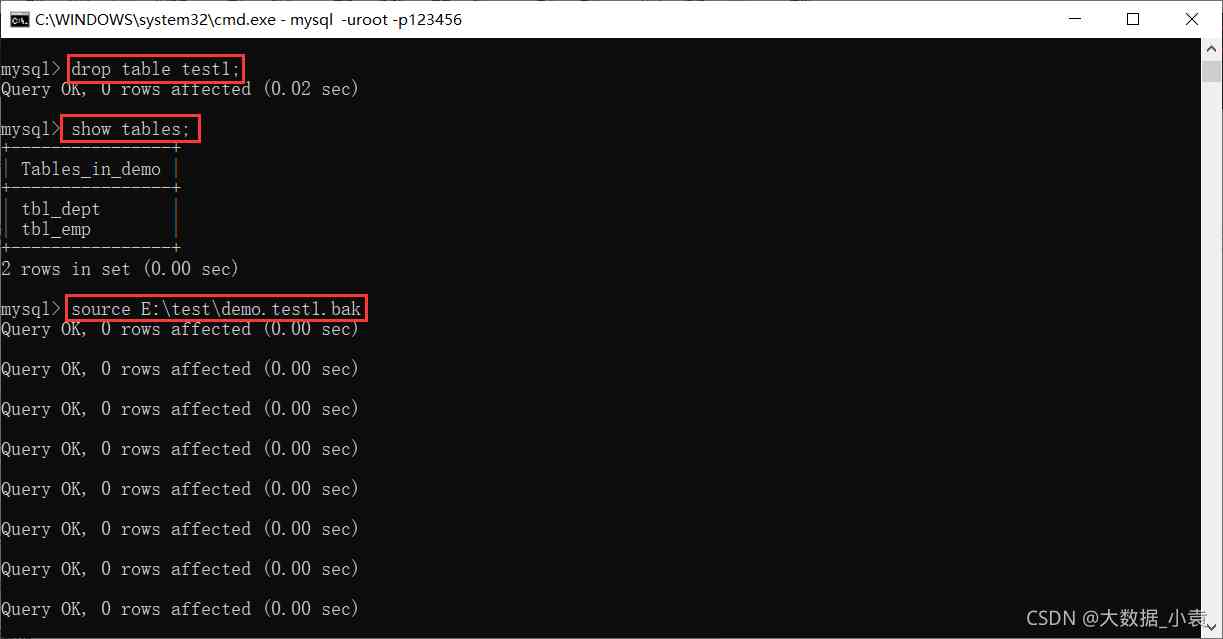 C:\WINDOWS\system32\cmd.exe - mysql -uroot -p123456
mysql> drop table test1;
Query OK, 0 rows affected (0.02 sec)
mysql> show tables;
+----------------+
| Tables_in_demo |
+----------------+
| tbl_dept       |
| tbl_emp        |
+----------------+
2 rows in set (0.00 sec)
mysql> source E:\test\demo.test1.bak
Query OK, 0 rows affected (0.00 sec)
Query OK, 0 rows affected (0.00 sec)
Query OK, 0 rows affected (0.00 sec)
Query OK, 0 rows affected (0.00 sec)
Query OK, 0 rows affected (0.00 sec)
Query OK, 0 rows affected (0.00 sec)
Query OK, 0 rows affected (0.00 sec)
Query OK, 0 rows affected (0.00 sec)
CSDN @大数据_小袁